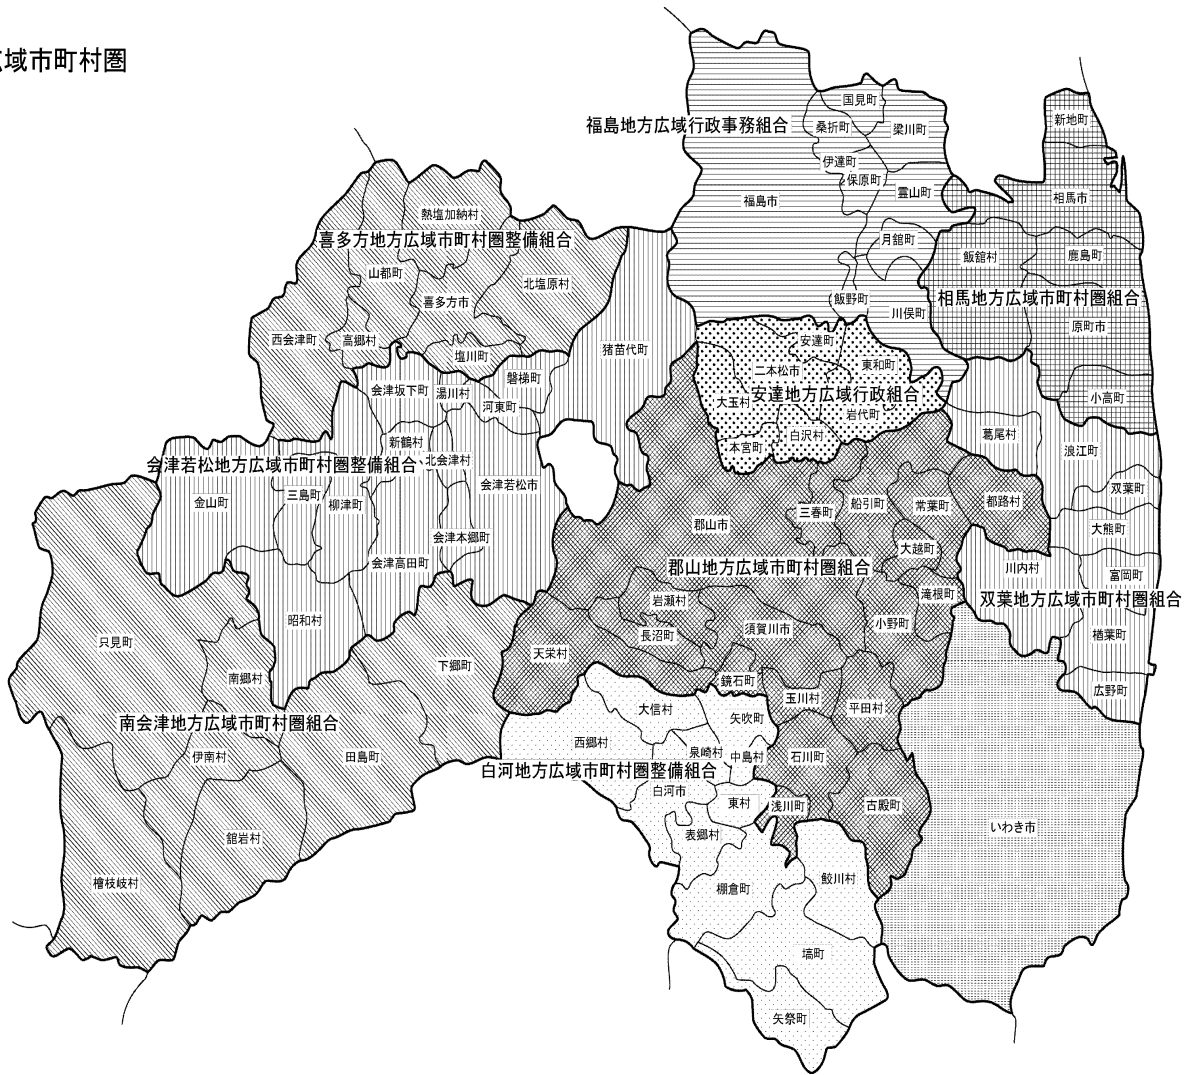 広域市町村圏
福島地方広域行政事務組合
国見町
桑折町
梁川町
伊達町
保原町
霊山町
福島市
月舘町
飯野町
川俣町
新地町
相馬市
飯舘村
鹿島町
相馬地方広域市町村圏組合
原町市
小高町
熱塩加納村
喜多方地方広域市町村圏整備組合
山都町
北塩原村
喜多方市
西会津町
高郷村
塩川町
猪苗代町
磐梯町
会津坂下町
湯川村
河東町
新鶴村
北会津村
会津若松地方広域市町村圏整備組合
会津若松市
金山町
三島町
柳津町
会津本郷町
会津高田町
昭和村
安達町
二本松市
東和町
大玉村
安達地方広域行政組合
岩代町
本宮町
白沢村
葛尾村
浪江町
双葉町
大熊町
川内村
富岡町
双葉地方広域市町村圏組合
楢葉町
広野町
郡山市
三春町
船引町
常葉町
都路村
大越町
郡山地方広域市町村圏組合
滝根町
小野町
岩瀬村
須賀川市
長沼町
天栄村
鏡石町
玉川村
平田村
石川町
浅川町
古殿町
只見町
下郷町
南郷村
南会津地方広域市町村圏組合
伊南村
田島町
舘岩村
檜枝岐村
大信村
矢吹町
西郷村
泉崎村
中島村
白河地方広域市町村圏整備組合
白河市
東村
表郷村
棚倉町
鮫川村
塙町
矢祭町
いわき市